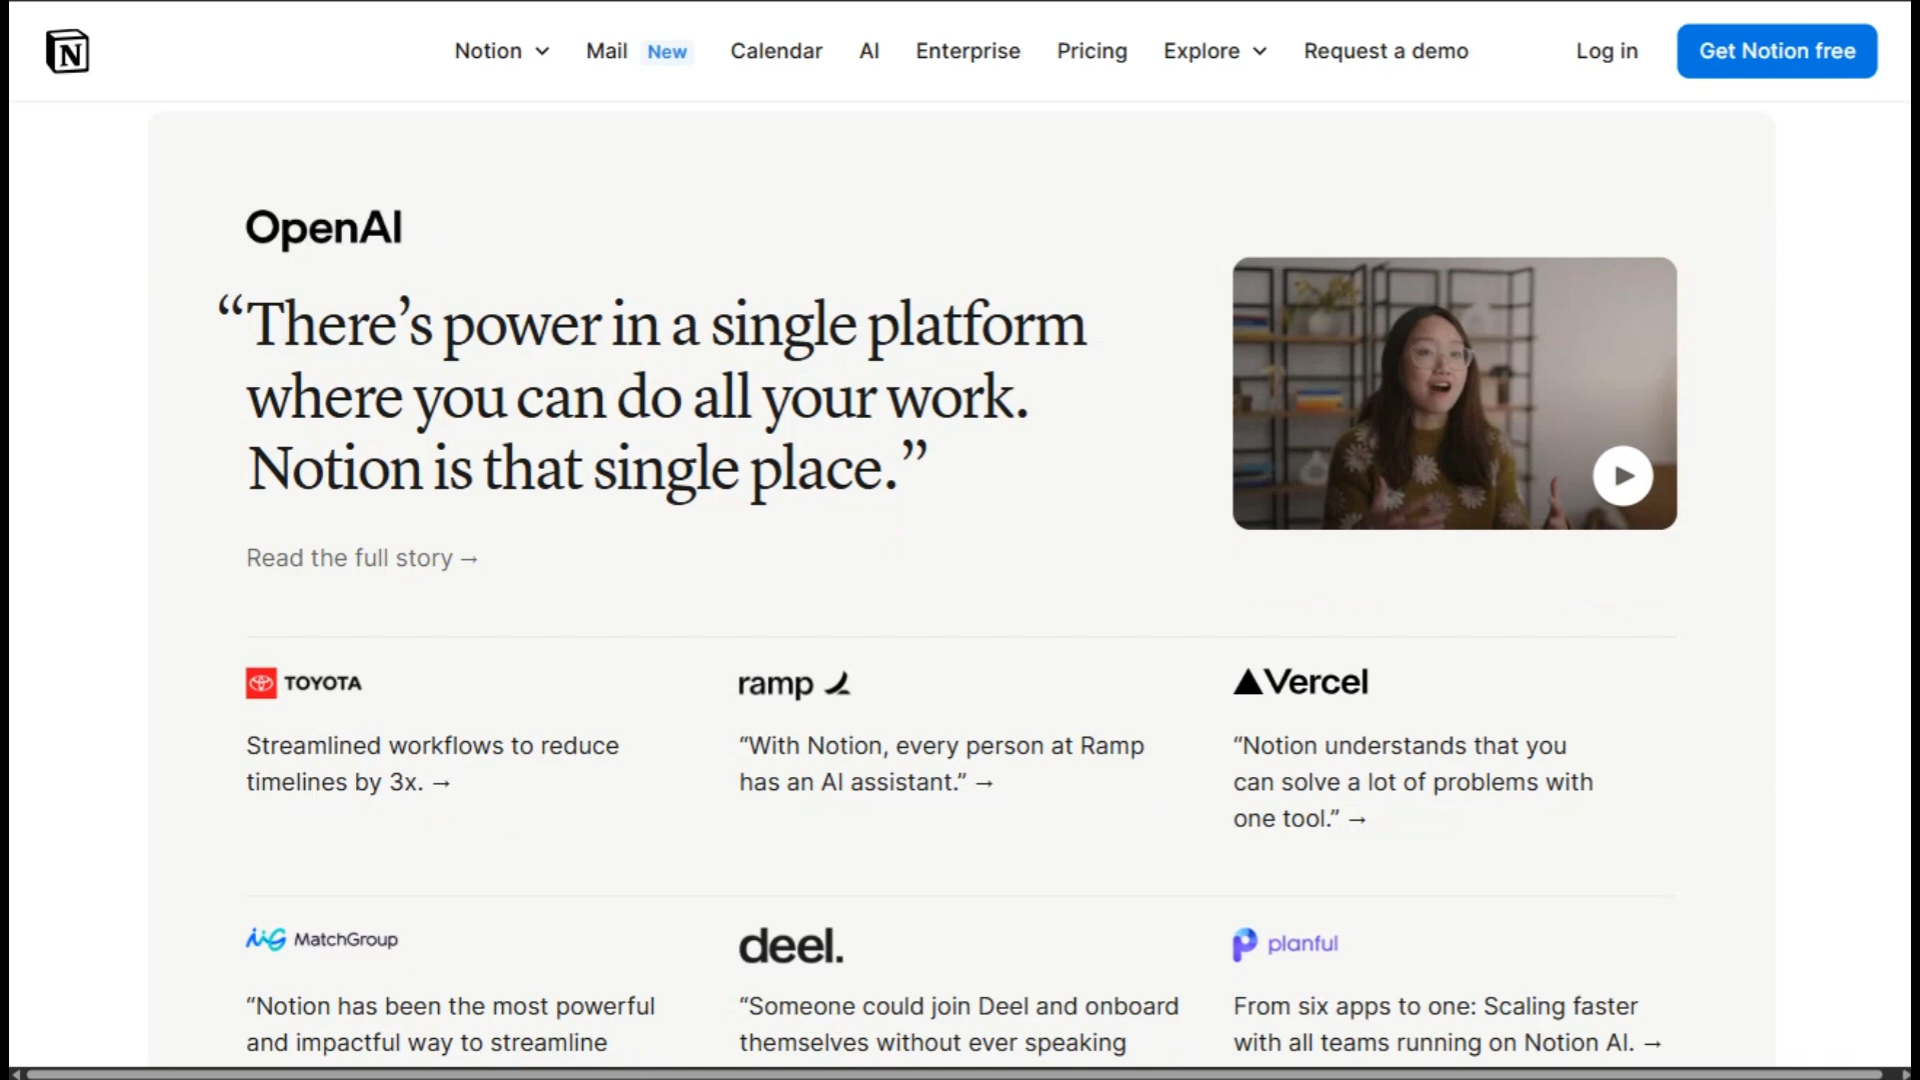 N
Notion
Mail New
Calendar
AI
Enterprise
Pricing
Explore
Request a demo
Log in
Get Notion free
OpenAI
“There’s power in a single platform
where you can do all your work.
Notion is that single place.”
Read the full story →
TOYOTA
Streamlined workflows to reduce
timelines by 3x. →
ramp
“With Notion, every person at Ramp
has an AI assistant.” →
Vercel
“Notion understands that you
can solve a lot of problems with
one tool.” →
MatchGroup
“Notion has been the most powerful
and impactful way to streamline
deel.
“Someone could join Deel and onboard
themselves without ever speaking
planful
From six apps to one: Scaling faster
with all teams running on Notion AI. →